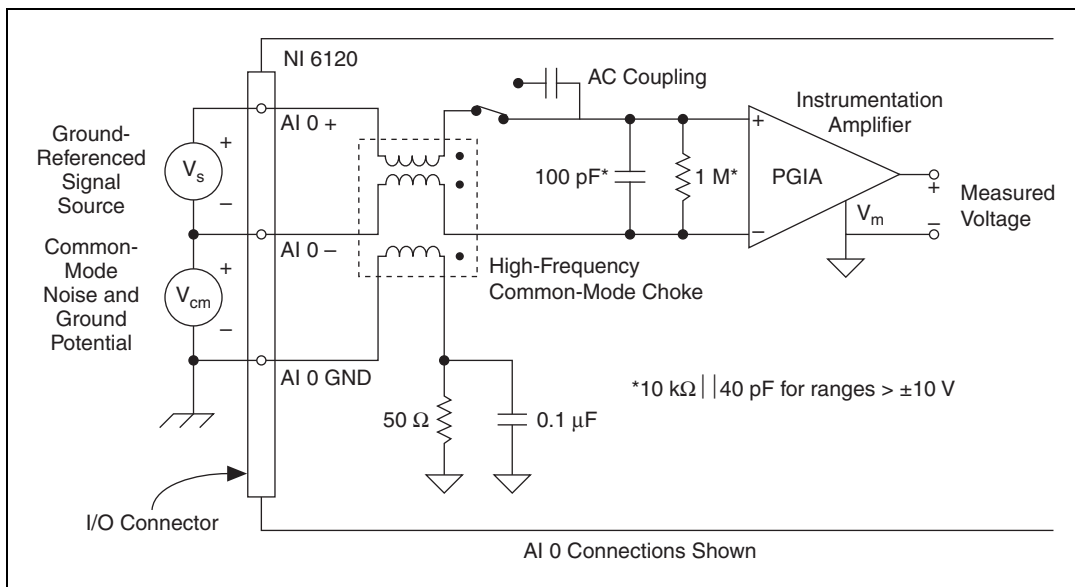 NI 6120
AC Coupling
Instrumentation
Amplifier
AI 0 +
Ground-
Referenced
Signal
Source
+
Vs
–
100 pF*
1 M*
+
PGIA
–
Vm
+
–
Measured
Voltage
AI 0 –
Common-
Mode
Noise and
Ground
Potential
+
Vcm
–
High-Frequency
Common-Mode Choke
AI 0 GND
*10 kΩ||40 pF for ranges > ±10 V
50 Ω
0.1 µF
I/O Connector
AI 0 Connections Shown